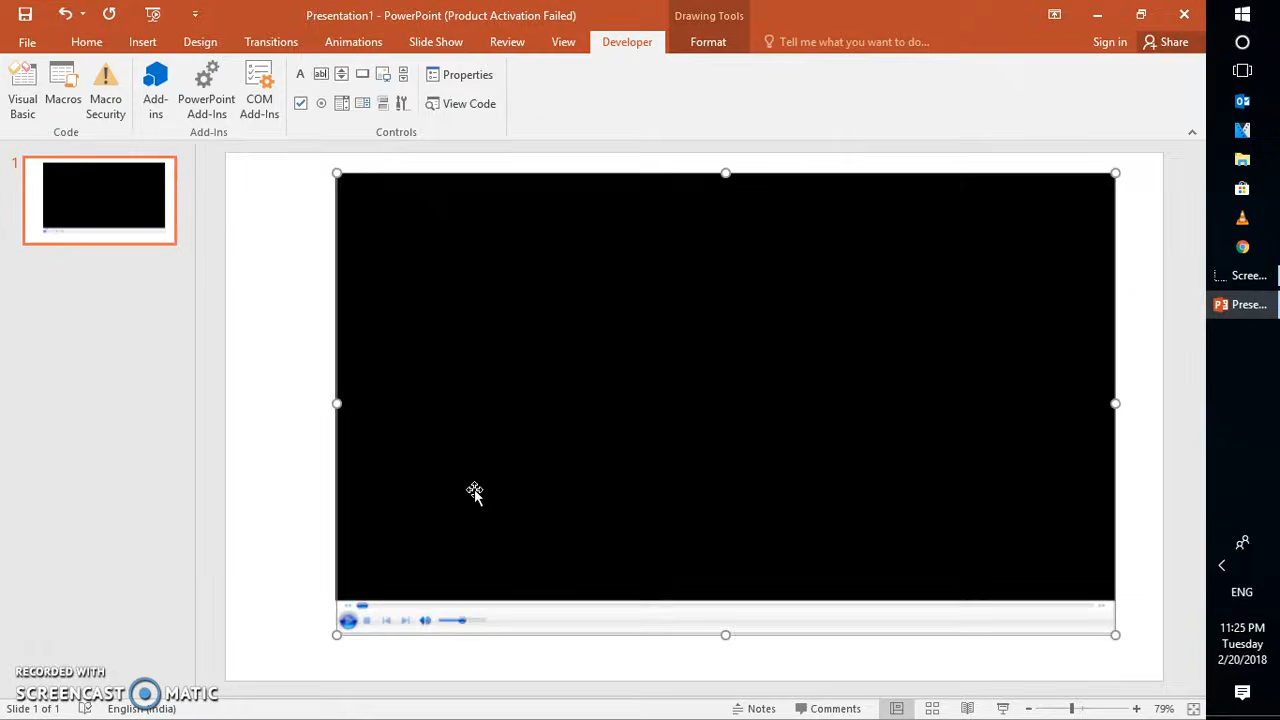 Presentation1 - PowerPoint (Product Activation Failed)
Drawing Tools
File
Home
Insert
Design
Transitions
Animations
Slide Show
Review
View
Developer
Format
Tell me what you want to do...
Sign in
Share
Visual Basic
Macros
Macro Security
Add-ins
PowerPoint Add-Ins
COM Add-Ins
A
abl
Properties
View Code
Code
Add-Ins
Controls
1
Scree...
Prese...
ENG
11:25 PM
Tuesday
2/20/2018
RECORDED WITH
SCREENCAST MATIC
Slide 1 of 1
English (India)
Notes
Comments
79%